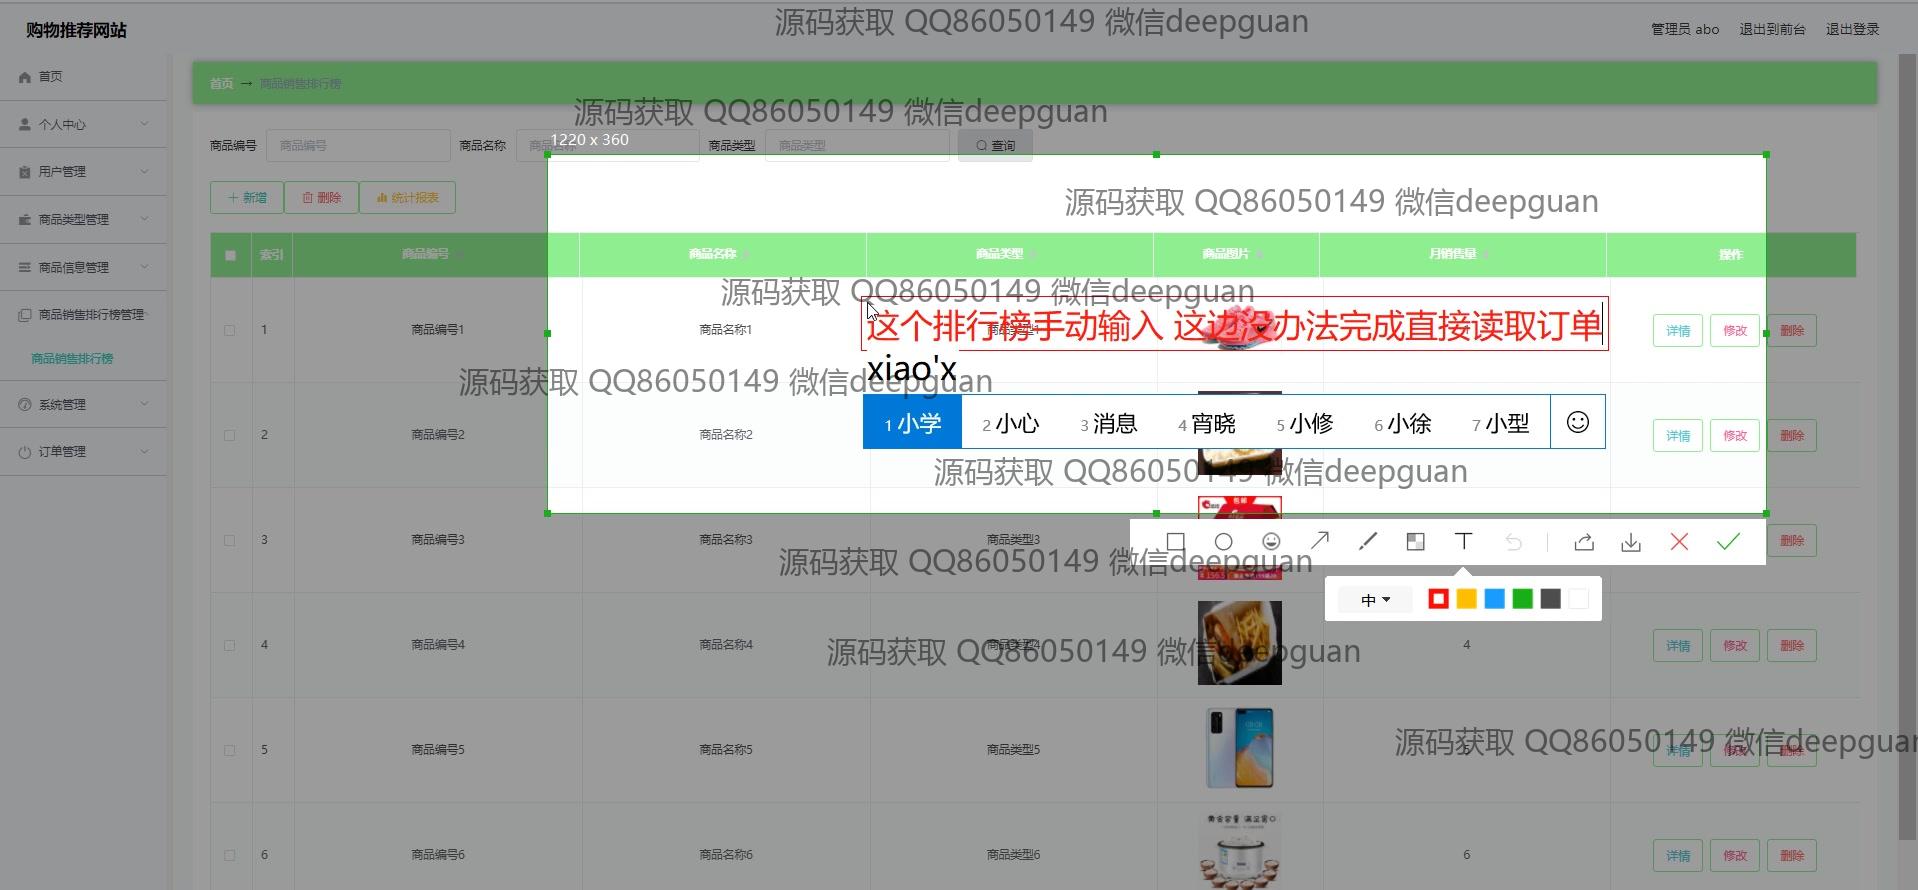 源码获取 QQ86050149 微信deepguan
购物推荐网站
管理员 abo 退出到前台 退出登录
首页
个人中心
用户管理
商品类型管理
商品信息管理
商品销售排行榜管理
商品销售排行榜
系统管理
订单管理
首页 → 商品销售排行榜
源码获取 QQ86050149 微信deepguan
1220 x 360
商品编号 商品编号 商品名称 商品名称 商品类型 商品类型 查询
新增 删除 统计报表
源码获取 QQ86050149 微信deepguan
索引 商品编号 商品名称 商品类型 商品图片 月销售量 操作
源码获取 QQ86050149 微信deepguan
1 商品编号1 商品名称1 商品类型1 详情 修改 删除
这个排行榜手动输入 这边没办法完成直接读取订单
xiao'x
源码获取 QQ86050149 微信deepguan
1 小学 2 小心 3 消息 4 宵晓 5 小修 6 小徐 7 小型
2 商品编号2 商品名称2 详情 修改 删除
源码获取 QQ86050149 微信deepguan
3 商品编号3 商品名称3 商品类型3 删除
源码获取 QQ86050149 微信deepguan
中
4 商品编号4 商品名称4 商品类型4 4 详情 修改 删除
源码获取 QQ86050149 微信deepguan
源码获取 QQ86050149 微信deepguan
5 商品编号5 商品名称5 商品类型5 5 详情 修改 删除
6 商品编号6 商品名称6 商品类型6 6 详情 修改 删除